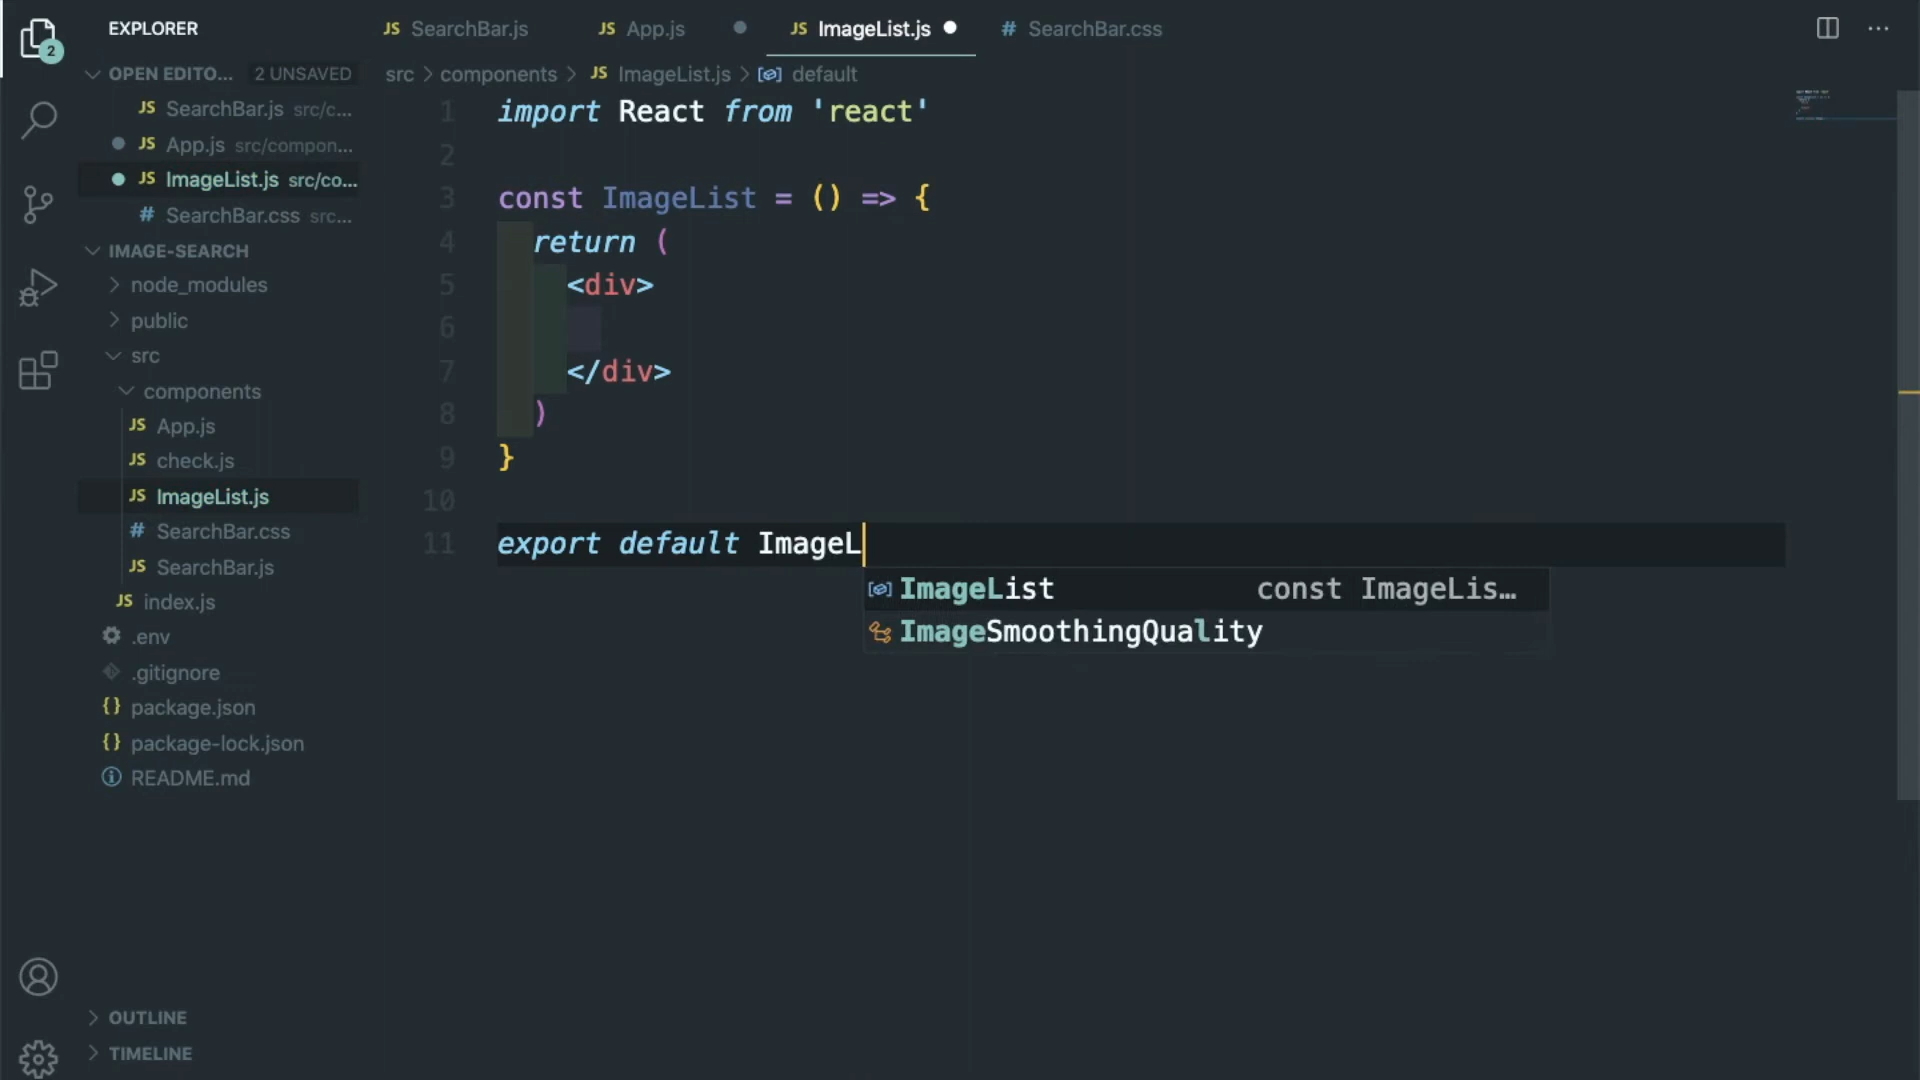 EXPLORER
JS SearchBar.js
JS App.js
JS ImageList.js
# SearchBar.css
2
OPEN EDITO... 2 UNSAVED
JS SearchBar.js src/c...
JS App.js src/compon...
JS ImageList.js src/co...
# SearchBar.css src...
IMAGE-SEARCH
node_modules
public
src
components
JS App.js
JS check.js
JS ImageList.js
# SearchBar.css
JS SearchBar.js
JS index.js
.env
.gitignore
{} package.json
{} package-lock.json
README.md
OUTLINE
TIMELINE
src > components > JS ImageList.js > default
1 import React from 'react'
2
3 const ImageList = () => {
4 return (
5 <div>
6
7 </div>
8 )
9 }
10
11 export default ImageL
ImageList const ImageLis...
ImageSmoothingQuality